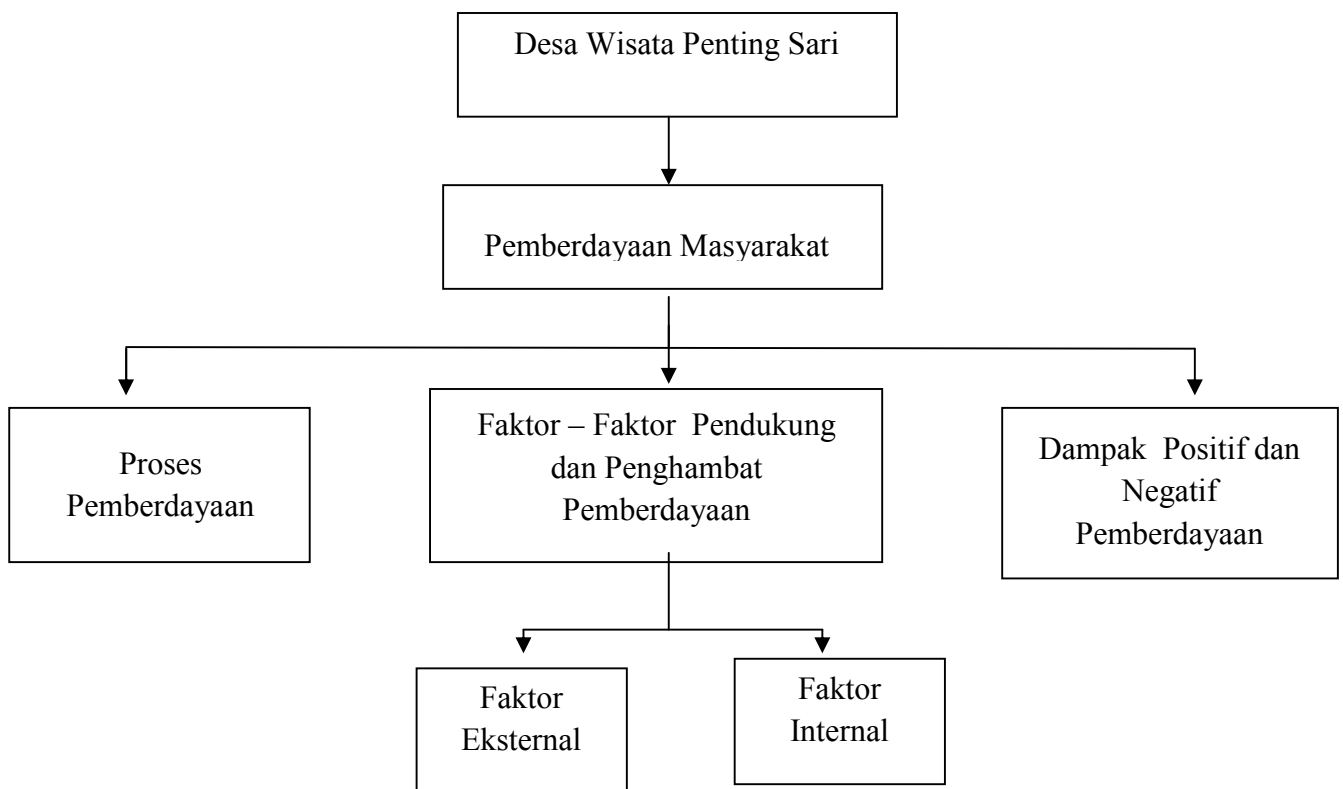 Desa Wisata Penting Sari
Pemberdayaan Masyarakat
Proses
Pemberdayaan
Faktor – Faktor Pendukung
dan Penghambat
Pemberdayaan
Dampak Positif dan
Negatif
Pemberdayaan
Faktor
Eksternal
Faktor
Internal